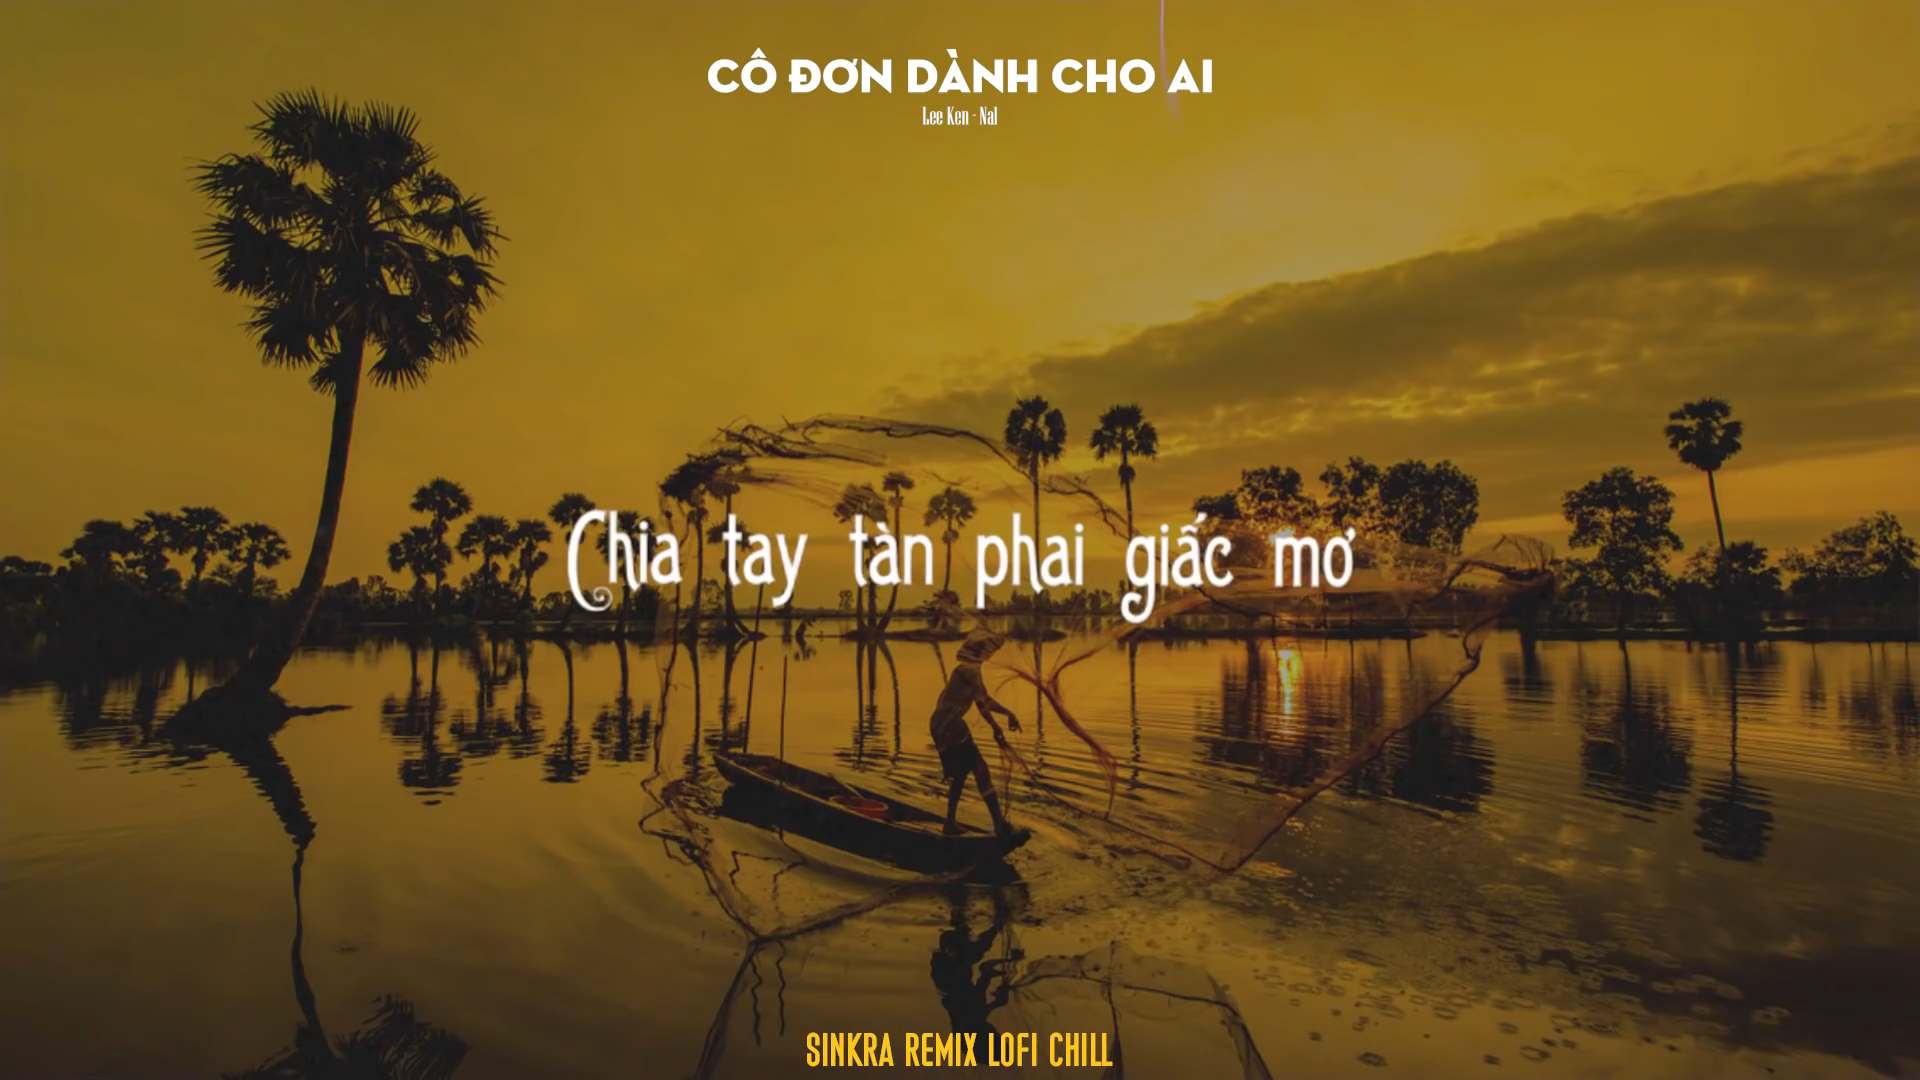 CÔ ĐƠN DÀNH CHO AI
Lee Ken - Nal
Chia tay tàn phai giấc mơ
SINKRA REMIX LOFI CHILL